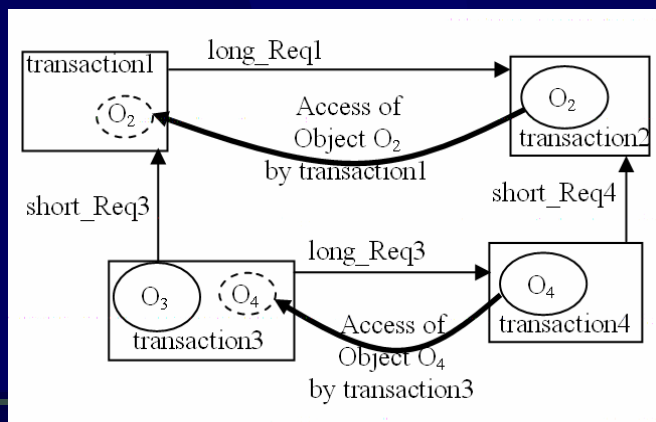 long_Req1
transaction1
O₂
Access of
Object O₂
by transaction1
O₂
transaction2
short_Req3
short_Req4
long_Req3
O₃
O₄
transaction3
Access of
Object O₄
by transaction3
O₄
transaction4